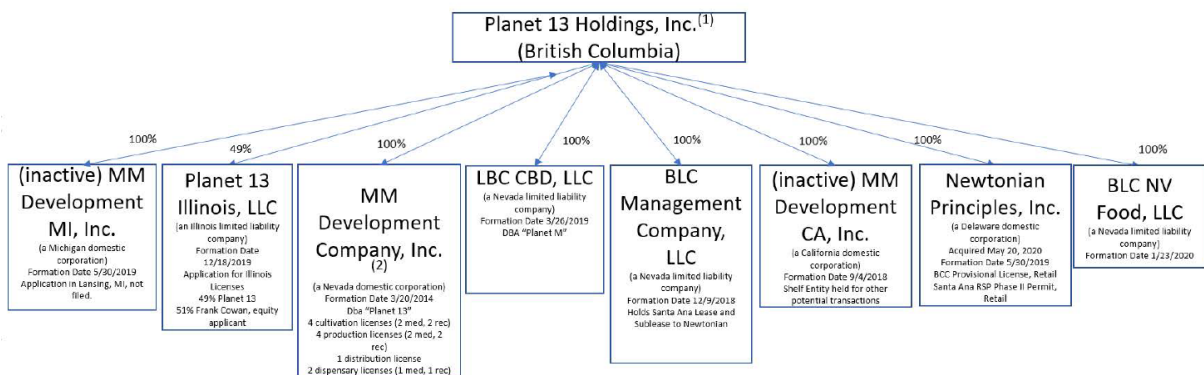 Planet 13 Holdings, Inc.(1)
(British Columbia)
100%
49%
100%
100%
100%
100%
100%
100%
(inactive) MM
Development
MI, Inc.
(a Michigan domestic
corporation)
Formation Date 5/30/2019
Application in Lansing, MI, not
filed.
Planet 13
Illinois, LLC
(an Illinois limited liability
company)
Formation Date
12/18/2019
Application for Illinois
Licenses
49% Planet 13
51% Frank Cowan, equity
applicant
MM
Development
Company, Inc.
(2)
(a Nevada domestic corporation)
Formation Date 3/20/2014
Dba "Planet 13"
4 cultivation licenses (2 med, 2 rec)
4 production licenses (2 med, 2
rec)
1 distribution license
2 dispensary licenses (1 med, 1 rec)
LBC CBD, LLC
(a Nevada limited liability
company)
Formation Date 3/26/2019
DBA "Planet M"
BLC
Management
Company,
LLC
(a Nevada limited liability
company)
Formation Date 12/9/2018
Holds Santa Ana Lease and
Sublease to Newtonian
(inactive) MM
Development
CA, Inc.
(a California domestic
corporation)
Formation Date 9/4/2018
Shelf Entity held for other
potential transactions
Newtonian
Principles, Inc.
(a Delaware domestic
corporation)
Acquired May 20, 2020
Formation Date 5/30/2019
BCC Provisional License, Retail
Santa Ana RSP Phase II Permit,
Retail
BLC NV
Food, LLC
(a Nevada limited liability
company)
Formation Date 1/23/2020